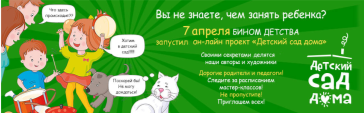 Что здесь происходит??
Хотим в детский сад!!!!
Поскорей бы!
Не могу дождаться!
Вы не знаете, чем занять ребенка?
7 апреля БИНОМ ДЕТСТВА
запустил он-лайн проект «Детский сад дома»
Своими секретами делятся
наши авторы и художники
Дорогие родители и педагоги!
Следите за расписанием
мастер-классов!
Не пропустите!
Приглашаем всех!
Детский
сад
дома